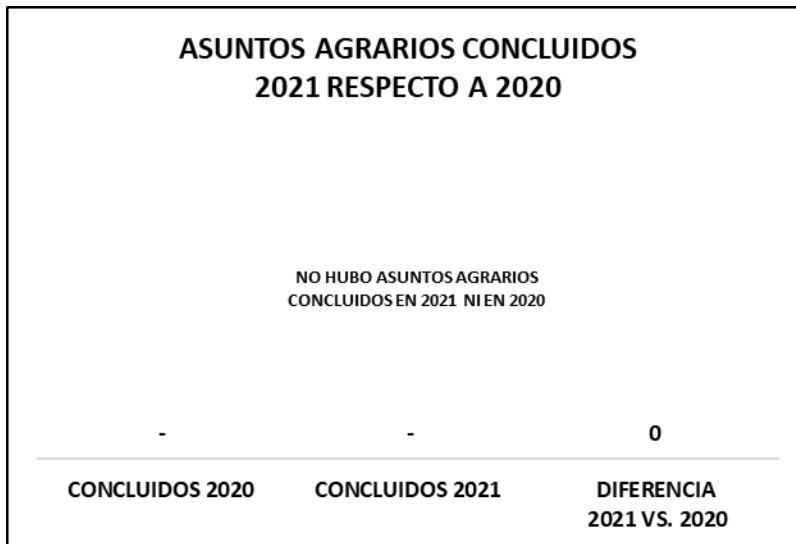 ASUNTOS AGRARIOS CONCLUIDOS
2021 RESPECTO A 2020
NO HUBO ASUNTOS AGRARIOS
CONCLUIDOS EN 2021 NI EN 2020
- - 0
CONCLUIDOS 2020 CONCLUIDOS 2021 DIFERENCIA
2021 VS. 2020